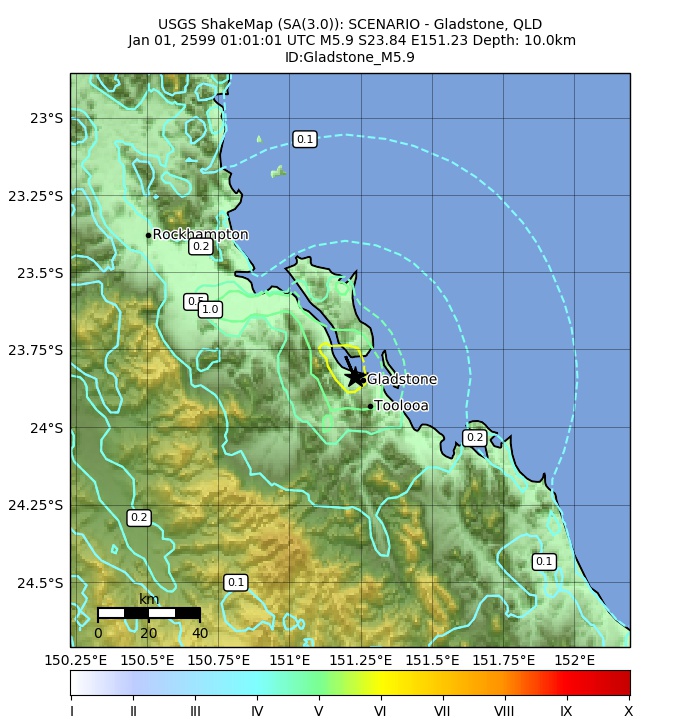 USGS ShakeMap (SA(3.0)): SCENARIO - Gladstone, QLD
Jan 01, 2599 01:01:01 UTC M5.9 S23.84 E151.23 Depth: 10.0km
ID:Gladstone_M5.9
23°S
0.1
23.25°S
Rockhampton
0.2
23.5°S
0.5
1.0
23.75°S
Gladstone
Toolooa
24°S
0.2
24.25°S
0.2
0.1
24.5°S
0.1
km
0 20 40
150.25°E 150.5°E 150.75°E 151°E 151.25°E 151.5°E 151.75°E 152°E
I II III IV V VI VII VIII IX X